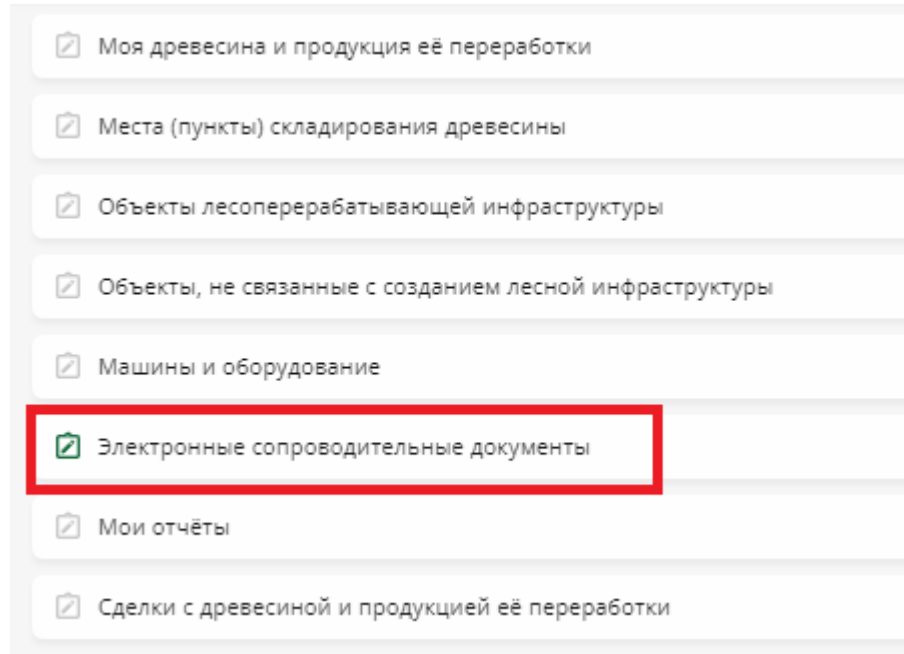 Моя древесина и продукция её переработки
Места (пункты) складирования древесины
Объекты лесоперерабатывающей инфраструктуры
Объекты, не связанные с созданием лесной инфраструктуры
Машины и оборудование
Электронные сопроводительные документы
Мои отчёты
Сделки с древесиной и продукцией её переработки